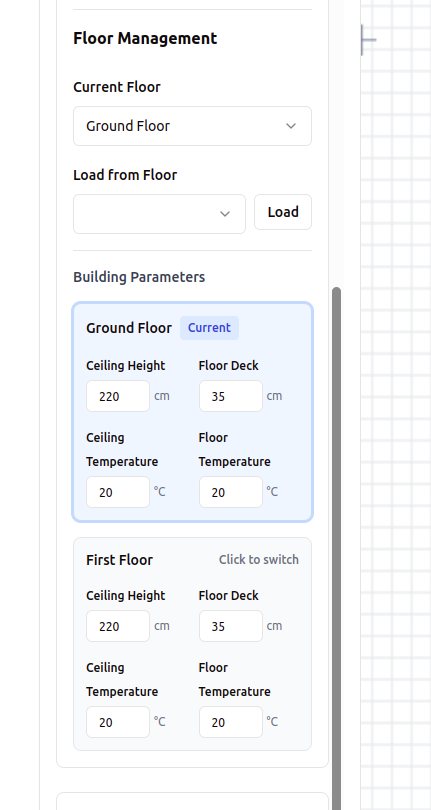 Floor Management
Current Floor
Ground Floor
Load from Floor
Load
Building Parameters
Ground Floor Current
Ceiling Height Floor Deck
220 cm 35 cm
Ceiling Floor
Temperature Temperature
20 °C 20 °C
First Floor Click to switch
Ceiling Height Floor Deck
220 cm 35 cm
Ceiling Floor
Temperature Temperature
20 °C 20 °C